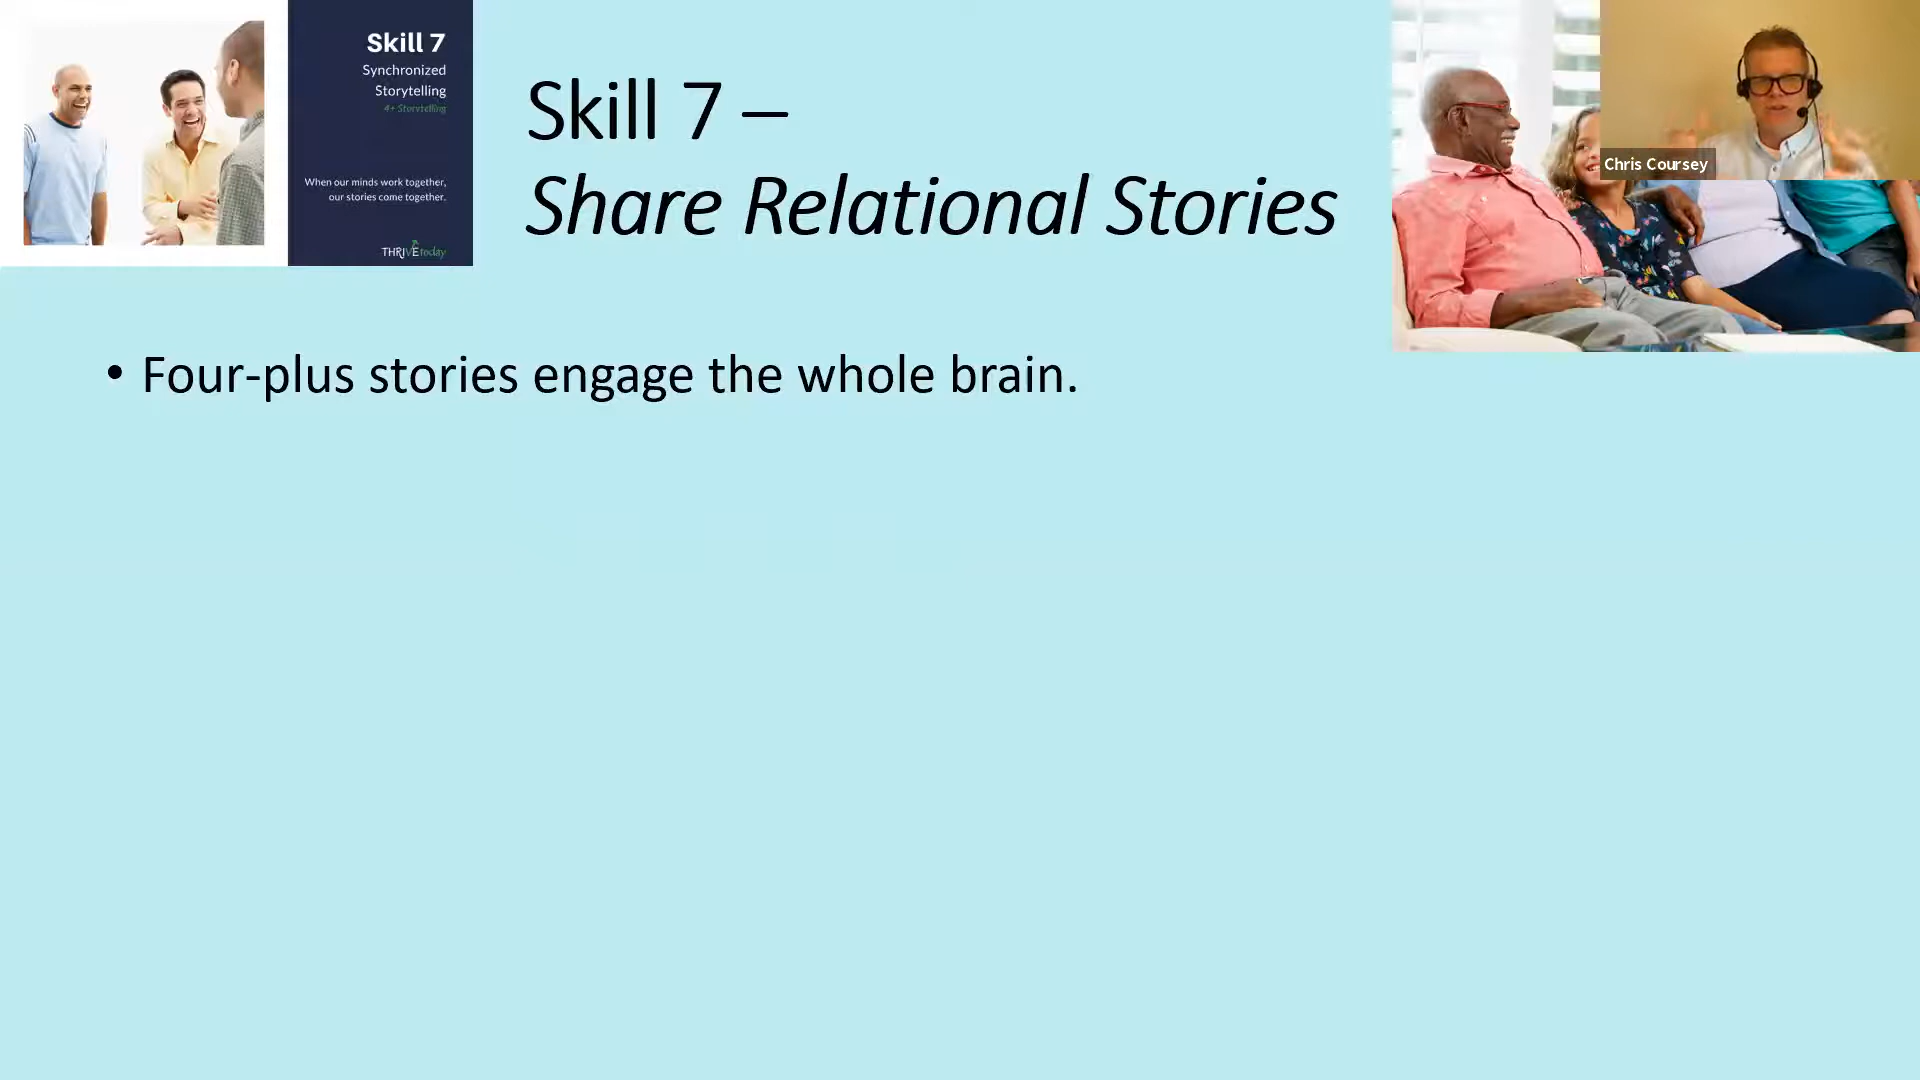 Skill 7
Synchronized
Storytelling
4+ Storytelling
When our minds work together,
our stories come together.
THRIVEtoday
Skill 7 –
Share Relational Stories
Chris Coursey
• Four-plus stories engage the whole brain.